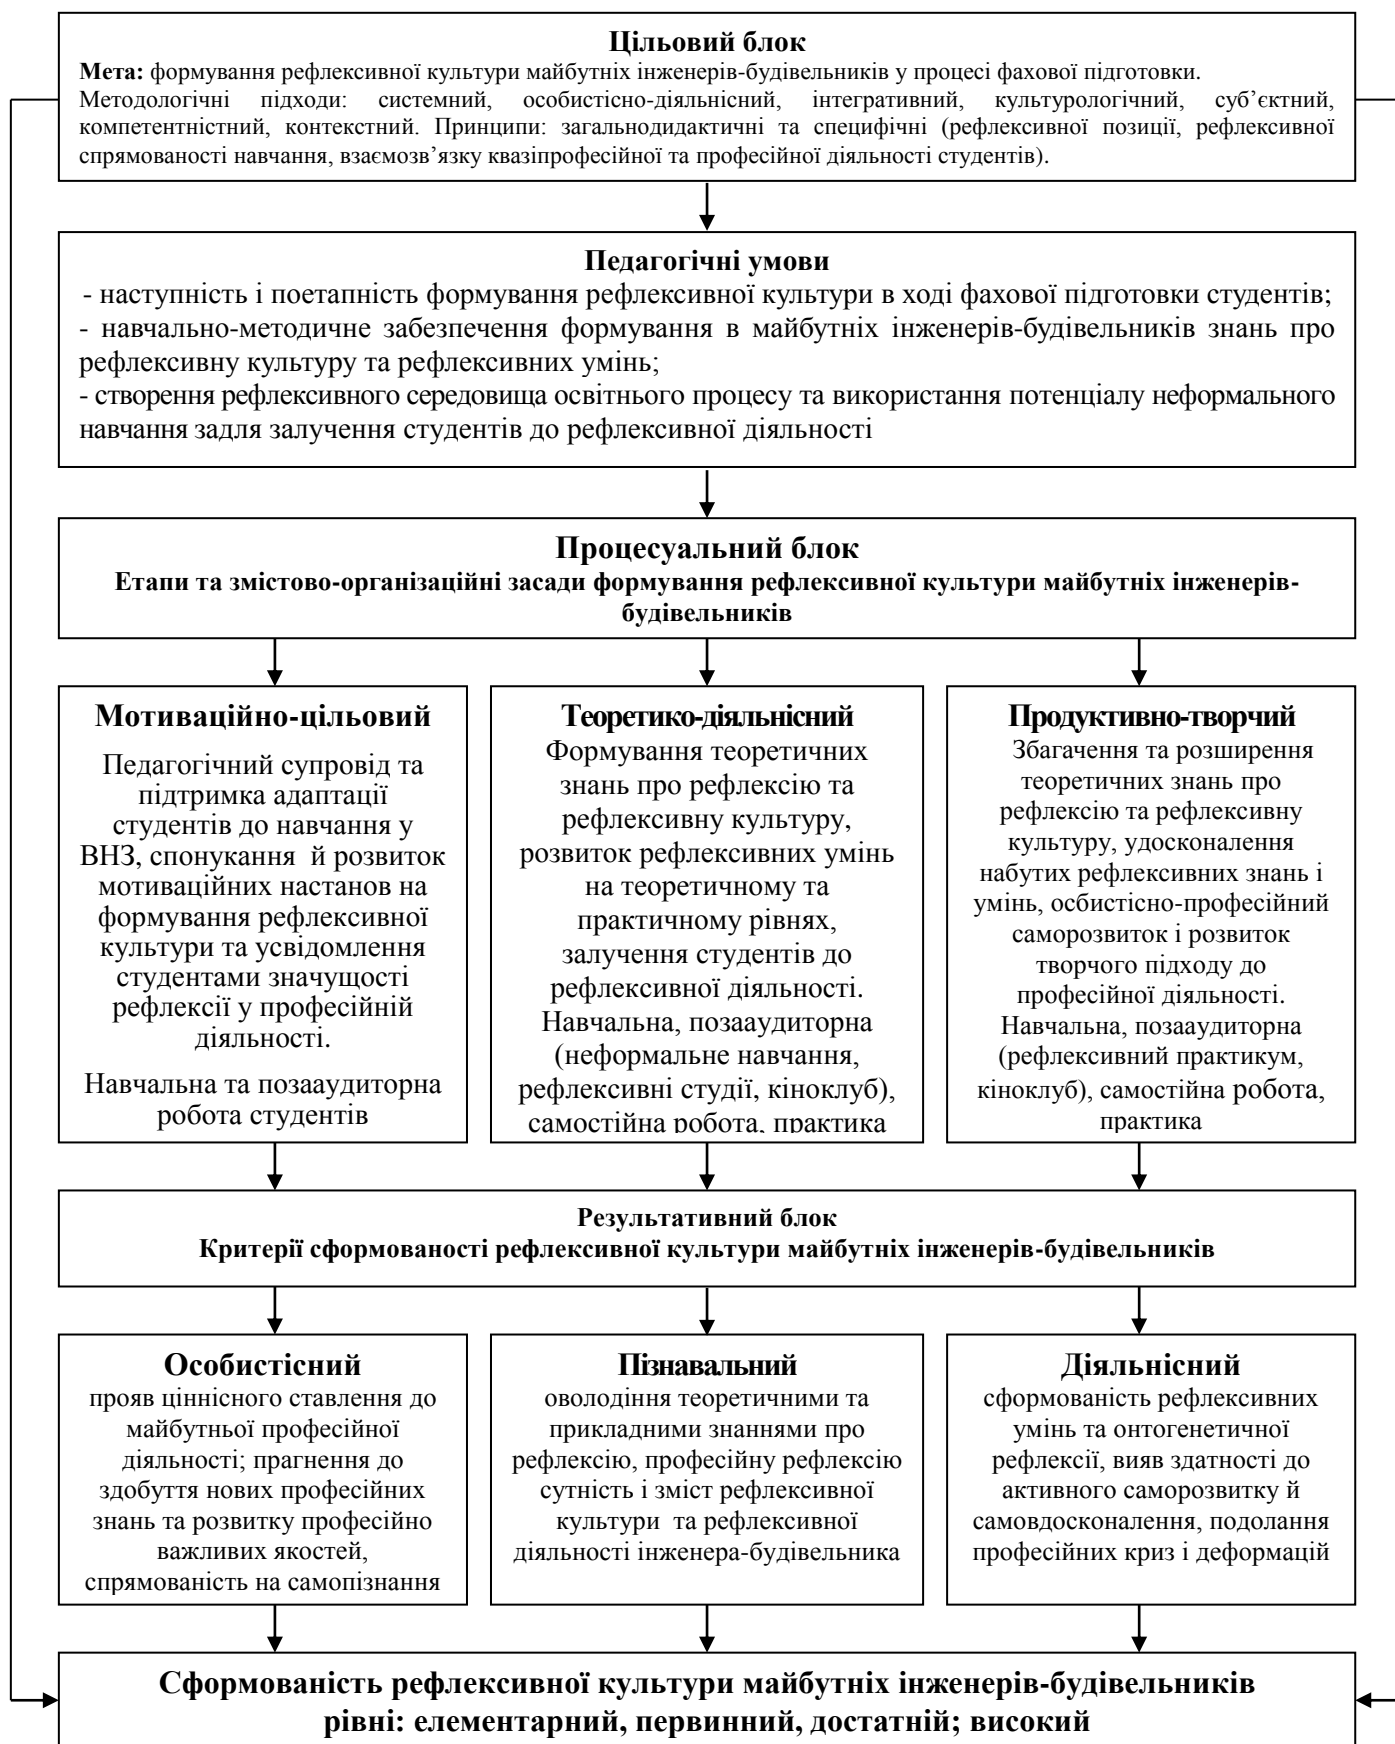 Цільовий блок
Мета: формування рефлексивної культури майбутніх інженерів-будівельників у процесі фахової підготовки.
Методологічні підходи: системний, особистісно-діяльнісний, інтегративний, культурологічний, суб’єктний,
компетентністний, контекстний. Принципи: загальнодидактичні та специфічні (рефлексивної позиції, рефлексивної
спрямованості навчання, взаємозв’язку квазіпрофесійної та професійної діяльності студентів).
Педагогічні умови
- наступність і поетапність формування рефлексивної культури в ході фахової підготовки студентів;
- навчально-методичне забезпечення формування в майбутніх інженерів-будівельників знань про
рефлексивну культуру та рефлексивних умінь;
- створення рефлексивного середовища освітнього процесу та використання потенціалу неформального
навчання задля залучення студентів до рефлексивної діяльності
Процесуальний блок
Етапи та змістово-організаційні засади формування рефлексивної культури майбутніх інженерів-
будівельників
Мотиваційно-цільовий
Педагогічний супровід та
підтримка адаптації
студентів до навчання у
ВНЗ, спонукання й розвиток
мотиваційних настанов на
формування рефлексивної
культури та усвідомлення
студентами значущості
рефлексії у професійній
діяльності.
Навчальна та позааудиторна
робота студентів
Теоретико-діяльнісний
Формування теоретичних
знань про рефлексію та
рефлексивну культуру,
розвиток рефлексивних умінь
на теоретичному та
практичному рівнях,
залучення студентів до
рефлексивної діяльності.
Навчальна, позааудиторна
(неформальне навчання,
рефлексивні студії, кіноклуб),
самостійна робота, практика
Продуктивно-творчий
Збагачення та розширення
теоретичних знань про
рефлексію та рефлексивну
культуру, удосконалення
набутих рефлексивних знань і
умінь, осбистісно-професійний
саморозвиток і розвиток
творчого підходу до
професійної діяльності.
Навчальна, позааудиторна
(рефлексивний практикум,
кіноклуб), самостійна робота,
практика
Результативний блок
Критерії сформованості рефлексивної культури майбутніх інженерів-будівельників
Особистісний
прояв ціннісного ставлення до
майбутньої професійної
діяльності; прагнення до
здобуття нових професійних
знань та розвитку професійно
важливих якостей,
спрямованість на самопізнання
Пізнавальний
оволодіння теоретичними та
прикладними знаннями про
рефлексію, професійну рефлексію
сутність і зміст рефлексивної
культури та рефлексивної
діяльності інженера-будівельника
Діяльнісний
сформованість рефлексивних
умінь та онтогенетичної
рефлексії, вияв здатності до
активного саморозвитку й
самовдосконалення, подолання
професійних криз і деформацій
Сформованість рефлексивної культури майбутніх інженерів-будівельників
рівні: елементарний, первинний, достатній; високий